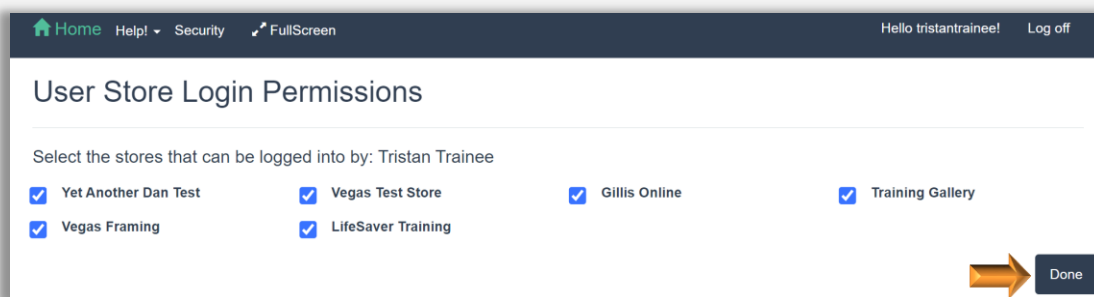 Home Help! Security FullScreen Hello tristantrainee! Log off
User Store Login Permissions
Select the stores that can be logged into by: Tristan Trainee
Yet Another Dan Test Vegas Test Store Gillis Online Training Gallery
Vegas Framing LifeSaver Training
Done